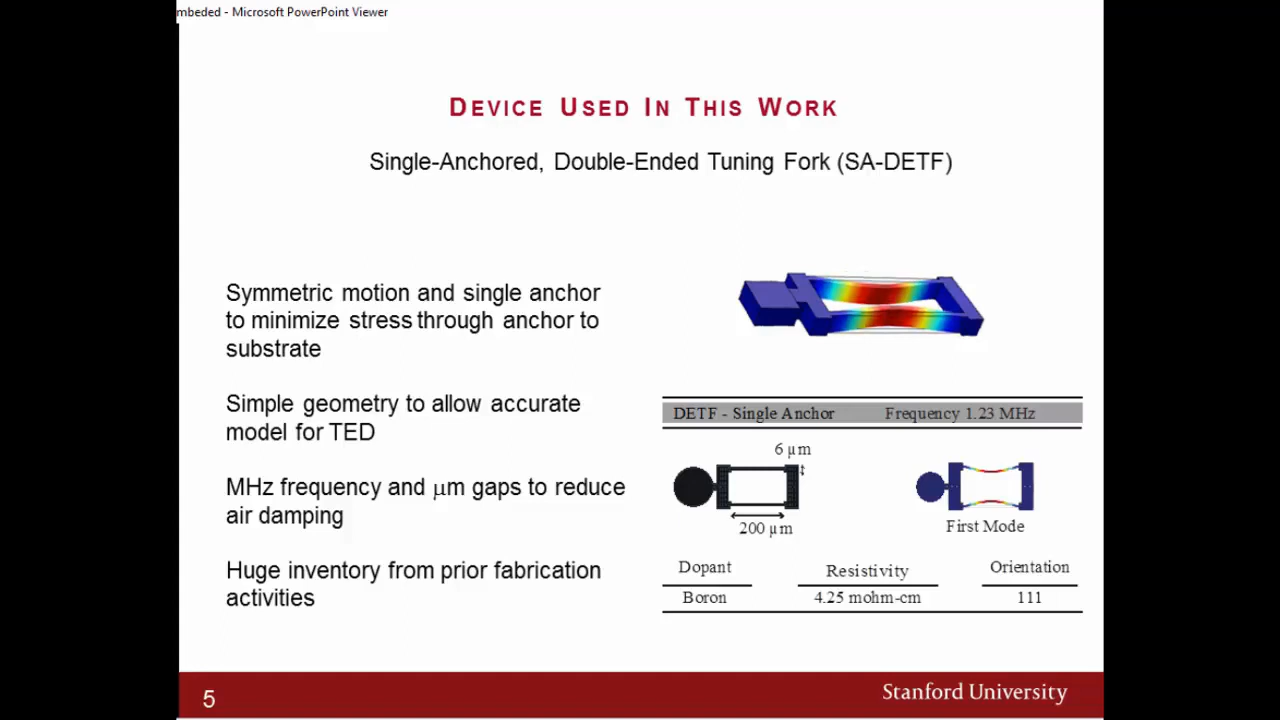 mbeded - Microsoft PowerPoint Viewer
DEVICE USED IN THIS WORK
Single-Anchored, Double-Ended Tuning Fork (SA-DETF)
Symmetric motion and single anchor
to minimize stress through anchor to
substrate
Simple geometry to allow accurate
model for TED
MHz frequency and μm gaps to reduce
air damping
Huge inventory from prior fabrication
activities
DETF - Single Anchor Frequency 1.23 MHz
6 μm
200 μm
First Mode
Dopant Resistivity Orientation
Boron 4.25 mohm-cm 111
5
Stanford University